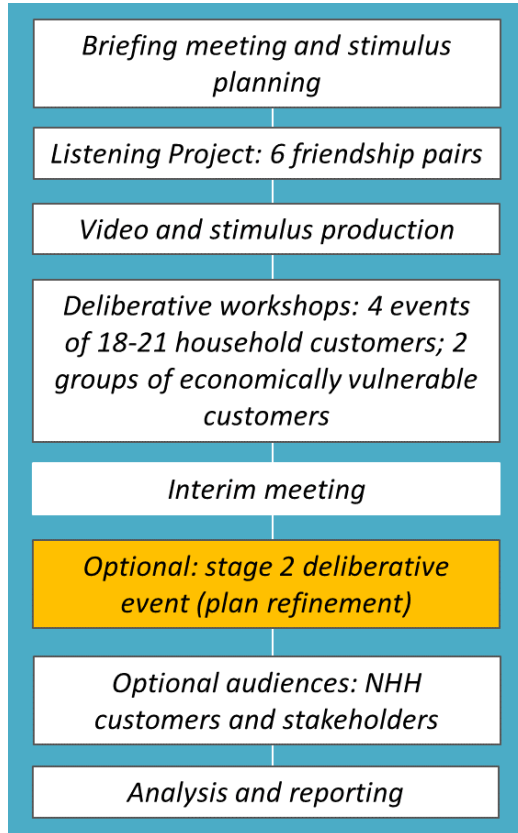 Briefing meeting and stimulus
planning
Listening Project: 6 friendship pairs
Video and stimulus production
Deliberative workshops: 4 events
of 18-21 household customers; 2
groups of economically vulnerable
customers
Interim meeting
Optional: stage 2 deliberative
event (plan refinement)
Optional audiences: NHH
customers and stakeholders
Analysis and reporting